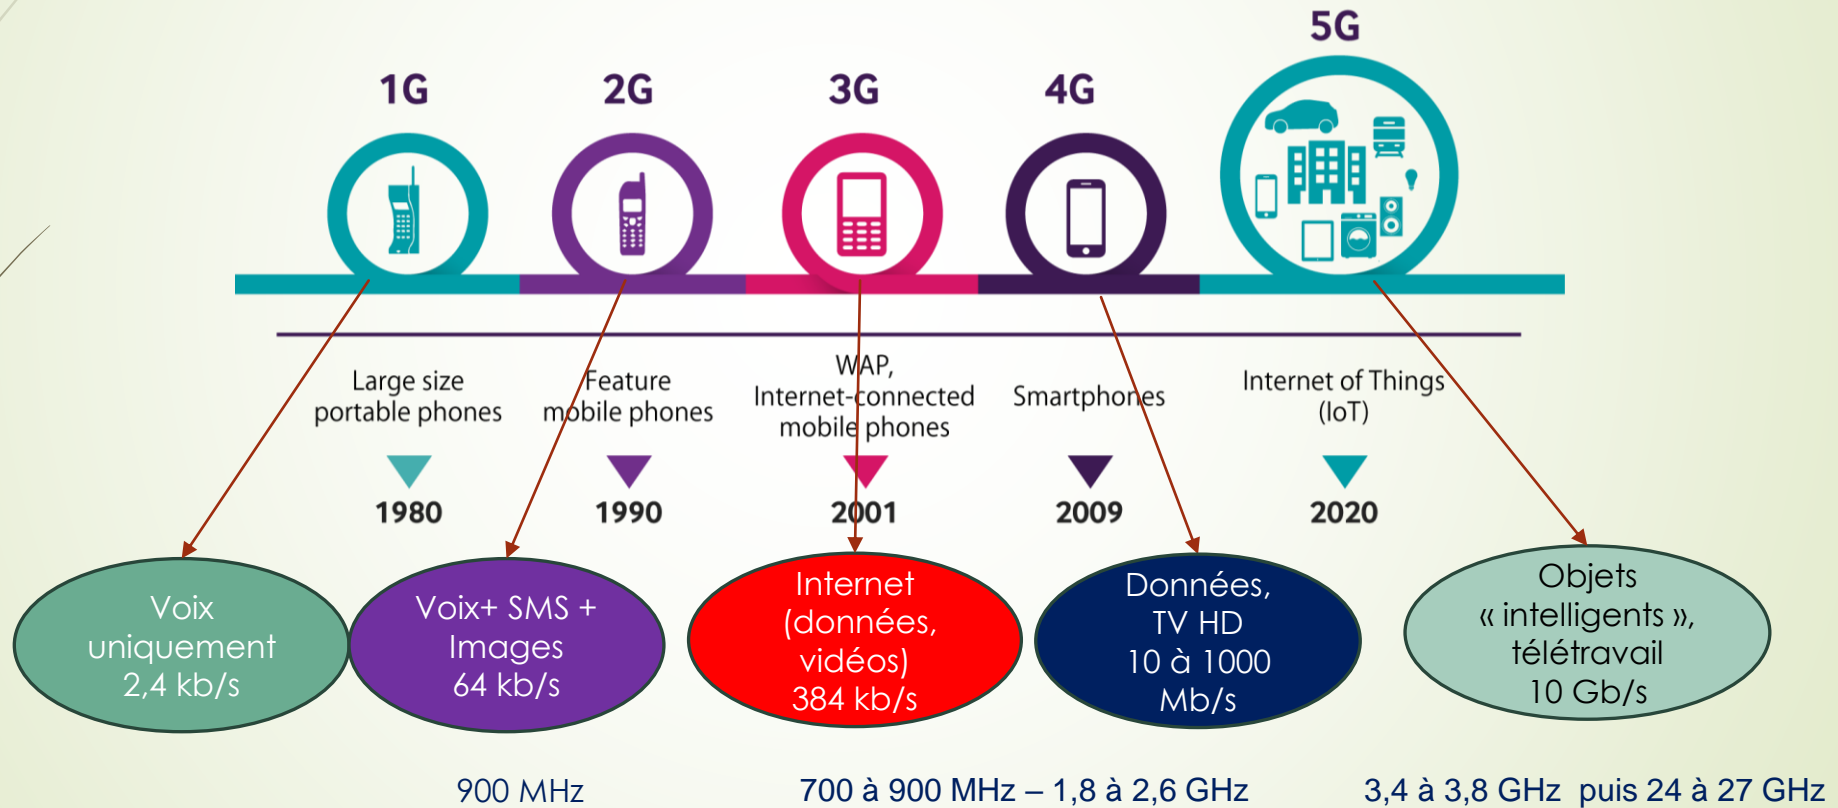 1G
2G
3G
4G
5G
Large size
portable phones
1980
Feature
mobile phones
1990
WAP,
Internet-connected
mobile phones
2001
Smartphones
2009
Internet of Things
(IoT)
2020
Voix
uniquement
2,4 kb/s
Voix+ SMS +
Images
64 kb/s
Internet
(données,
vidéos)
384 kb/s
Données,
TV HD
10 à 1000
Mb/s
Objets
« intelligents »,
télétravail
10 Gb/s
900 MHz
700 à 900 MHz – 1,8 à 2,6 GHz
3,4 à 3,8 GHz puis 24 à 27 GHz